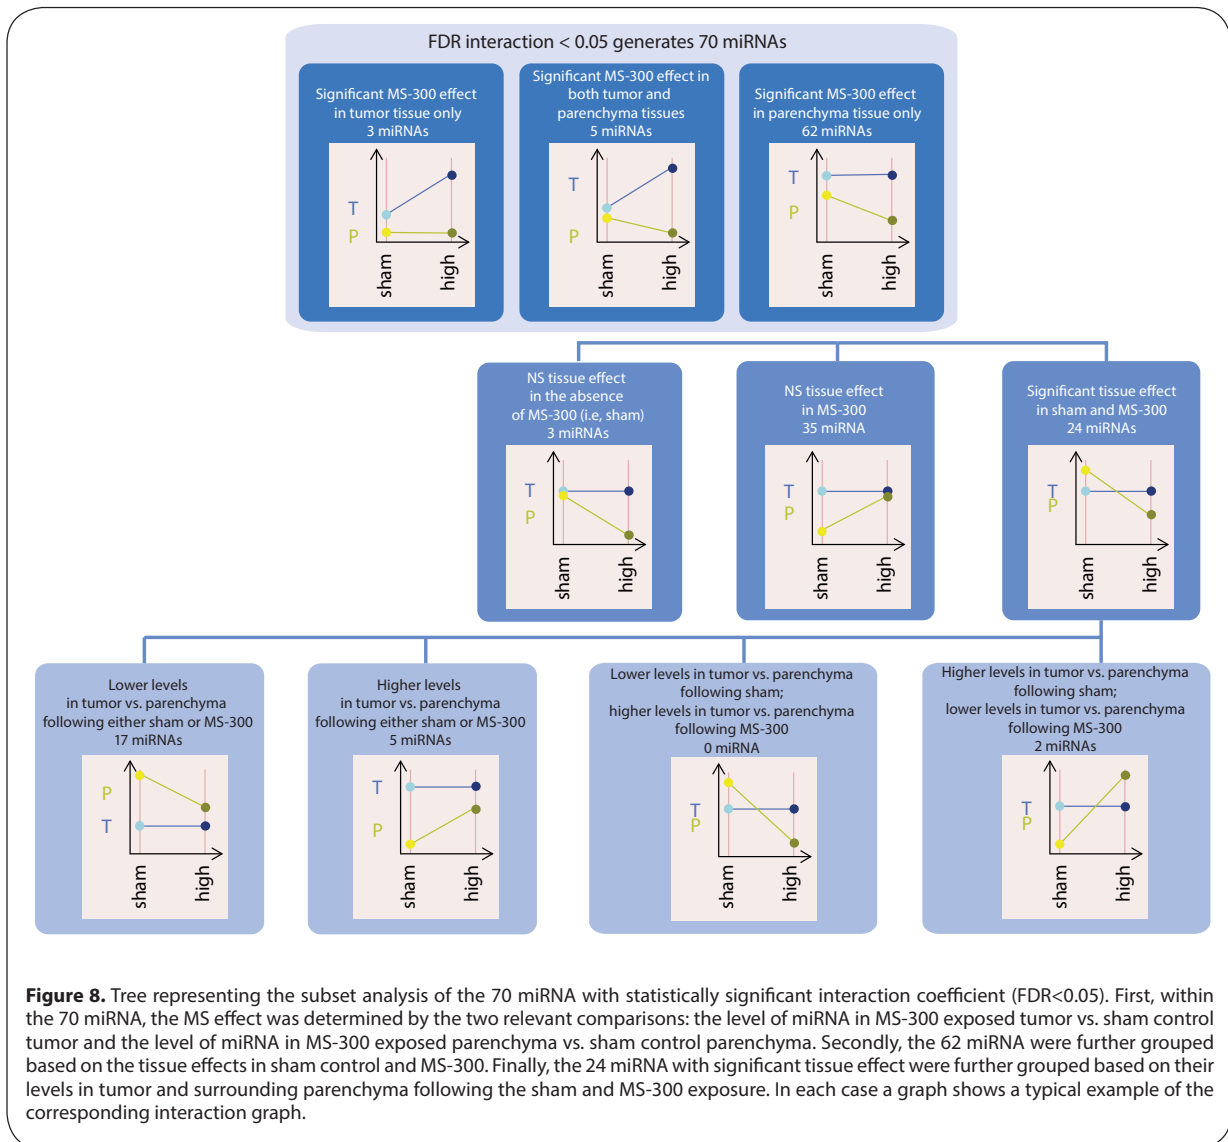 FDR interaction < 0.05 generates 70 miRNAs
Significant MS-300 effect
in tumor tissue only
3 miRNAs
T
P
sham
high
Significant MS-300 effect in
both tumor and
parenchyma tissues
5 miRNAs
T
P
sham
high
Significant MS-300 effect
in parenchyma tissue only
62 miRNAs
T
P
sham
high
NS tissue effect
in the absence
of MS-300 (i.e, sham)
3 miRNAs
T
P
sham
high
NS tissue effect
in MS-300
35 miRNA
T
P
sham
high
Significant tissue effect
in sham and MS-300
24 miRNAs
T
P
sham
high
Lower levels
in tumor vs. parenchyma
following either sham or MS-300
17 miRNAs
P
T
sham
high
Higher levels
in tumor vs. parenchyma
following either sham or MS-300
5 miRNAs
T
P
sham
high
Lower levels in tumor vs. parenchyma
following sham;
higher levels in tumor vs. parenchyma
following MS-300
0 miRNA
T
P
sham
high
Higher levels in tumor vs. parenchyma
following sham;
lower levels in tumor vs. parenchyma
following MS-300
2 miRNAs
T
P
sham
high
Figure 8. Tree representing the subset analysis of the 70 miRNA with statistically significant interaction coefficient (FDR<0.05). First, within
the 70 miRNA, the MS effect was determined by the two relevant comparisons: the level of miRNA in MS-300 exposed tumor vs. sham control
tumor and the level of miRNA in MS-300 exposed parenchyma vs. sham control parenchyma. Secondly, the 62 miRNA were further grouped
based on the tissue effects in sham control and MS-300. Finally, the 24 miRNA with significant tissue effect were further grouped based on their
levels in tumor and surrounding parenchyma following the sham and MS-300 exposure. In each case a graph shows a typical example of the
corresponding interaction graph.